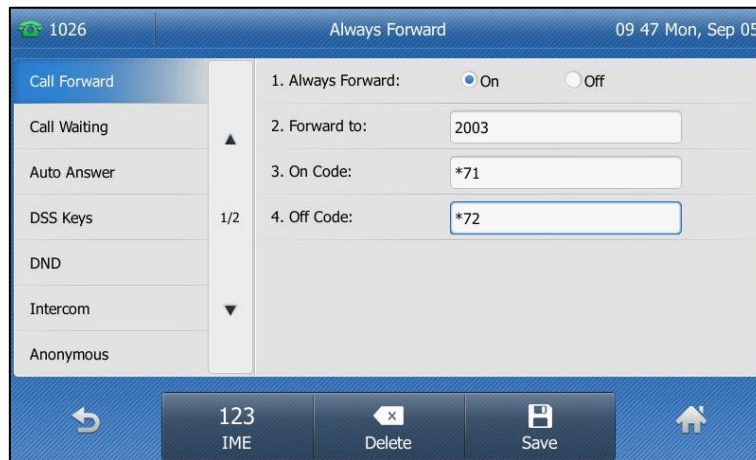 1026 Always Forward 09 47 Mon, Sep 05
Call Forward 1. Always Forward: On Off
Call Waiting 2. Forward to: 2003
Auto Answer 3. On Code: *71
DSS Keys 1/2 4. Off Code: *72
DND
Intercom
Anonymous
123
IME Delete Save